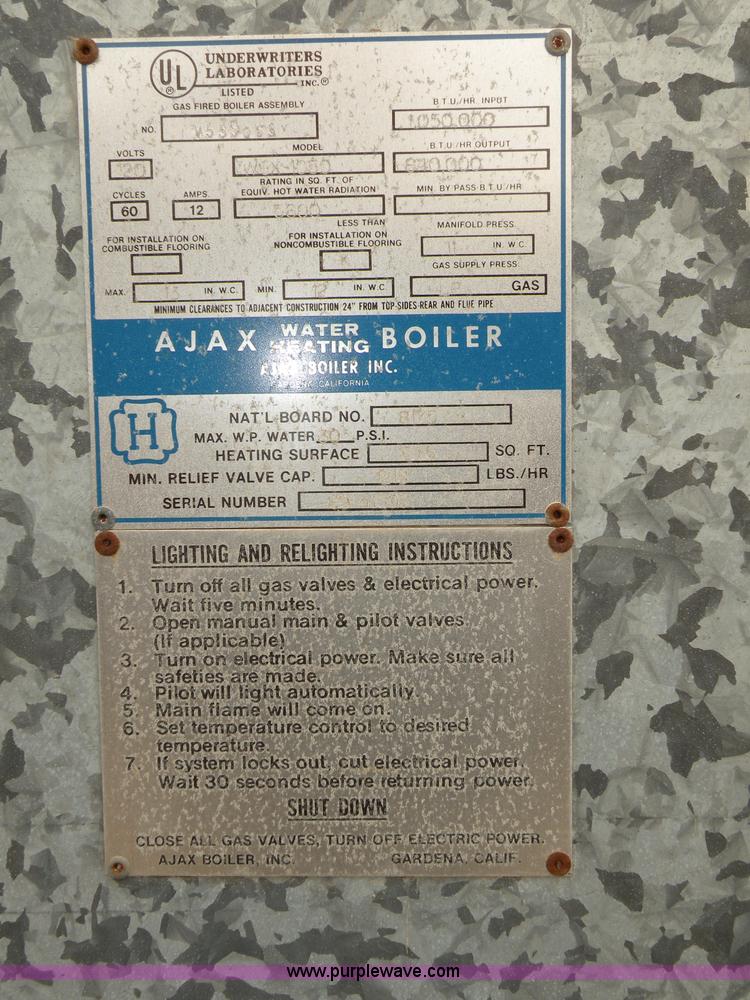 UL
®
UNDERWRITERS
LABORATORIES
INC.®
LISTED
GAS FIRED BOILER ASSEMBLY
B.T.U./HR. INPUT
NO.
1050,000
VOLTS
MODEL
B.T.U./HR OUTPUT
CYCLES
AMPS.
RATING IN SQ. FT. OF
EQUIV. HOT WATER RADIATION
MIN. BY PASS B.T.U./HR
60
12
LESS THAN
MANIFOLD PRESS.
FOR INSTALLATION ON
COMBUSTIBLE FLOORING
FOR INSTALLATION ON
NONCOMBUSTIBLE FLOORING
IN. W.C.
GAS SUPPLY PRESS.
MAX.
IN. W.C.
MIN.
IN. W.C.
GAS
MINIMUM CLEARANCES TO ADJACENT CONSTRUCTION 24" FROM TOP-SIDES-REAR AND FLUE PIPE
AJAX WATER HEATING BOILER
AJAX BOILER INC.
GARDENA, CALIFORNIA
H
NAT'L BOARD NO.
MAX. W.P. WATER 30 P.S.I.
HEATING SURFACE SQ. FT.
MIN. RELIEF VALVE CAP. LBS./HR
SERIAL NUMBER
LIGHTING AND RELIGHTING INSTRUCTIONS
1. Turn off all gas valves & electrical power.
Wait five minutes.
2. Open manual main & pilot valves.
(If applicable)
3. Turn on electrical power. Make sure all
safeties are made.
4. Pilot will light automatically.
5. Main flame will come on.
6. Set temperature control to desired
temperature.
7. If system locks out, cut electrical power.
Wait 30 seconds before returning power.
SHUT DOWN
CLOSE ALL GAS VALVES, TURN OFF ELECTRIC POWER.
AJAX BOILER, INC. GARDENA, CALIF.
www.purplewave.com